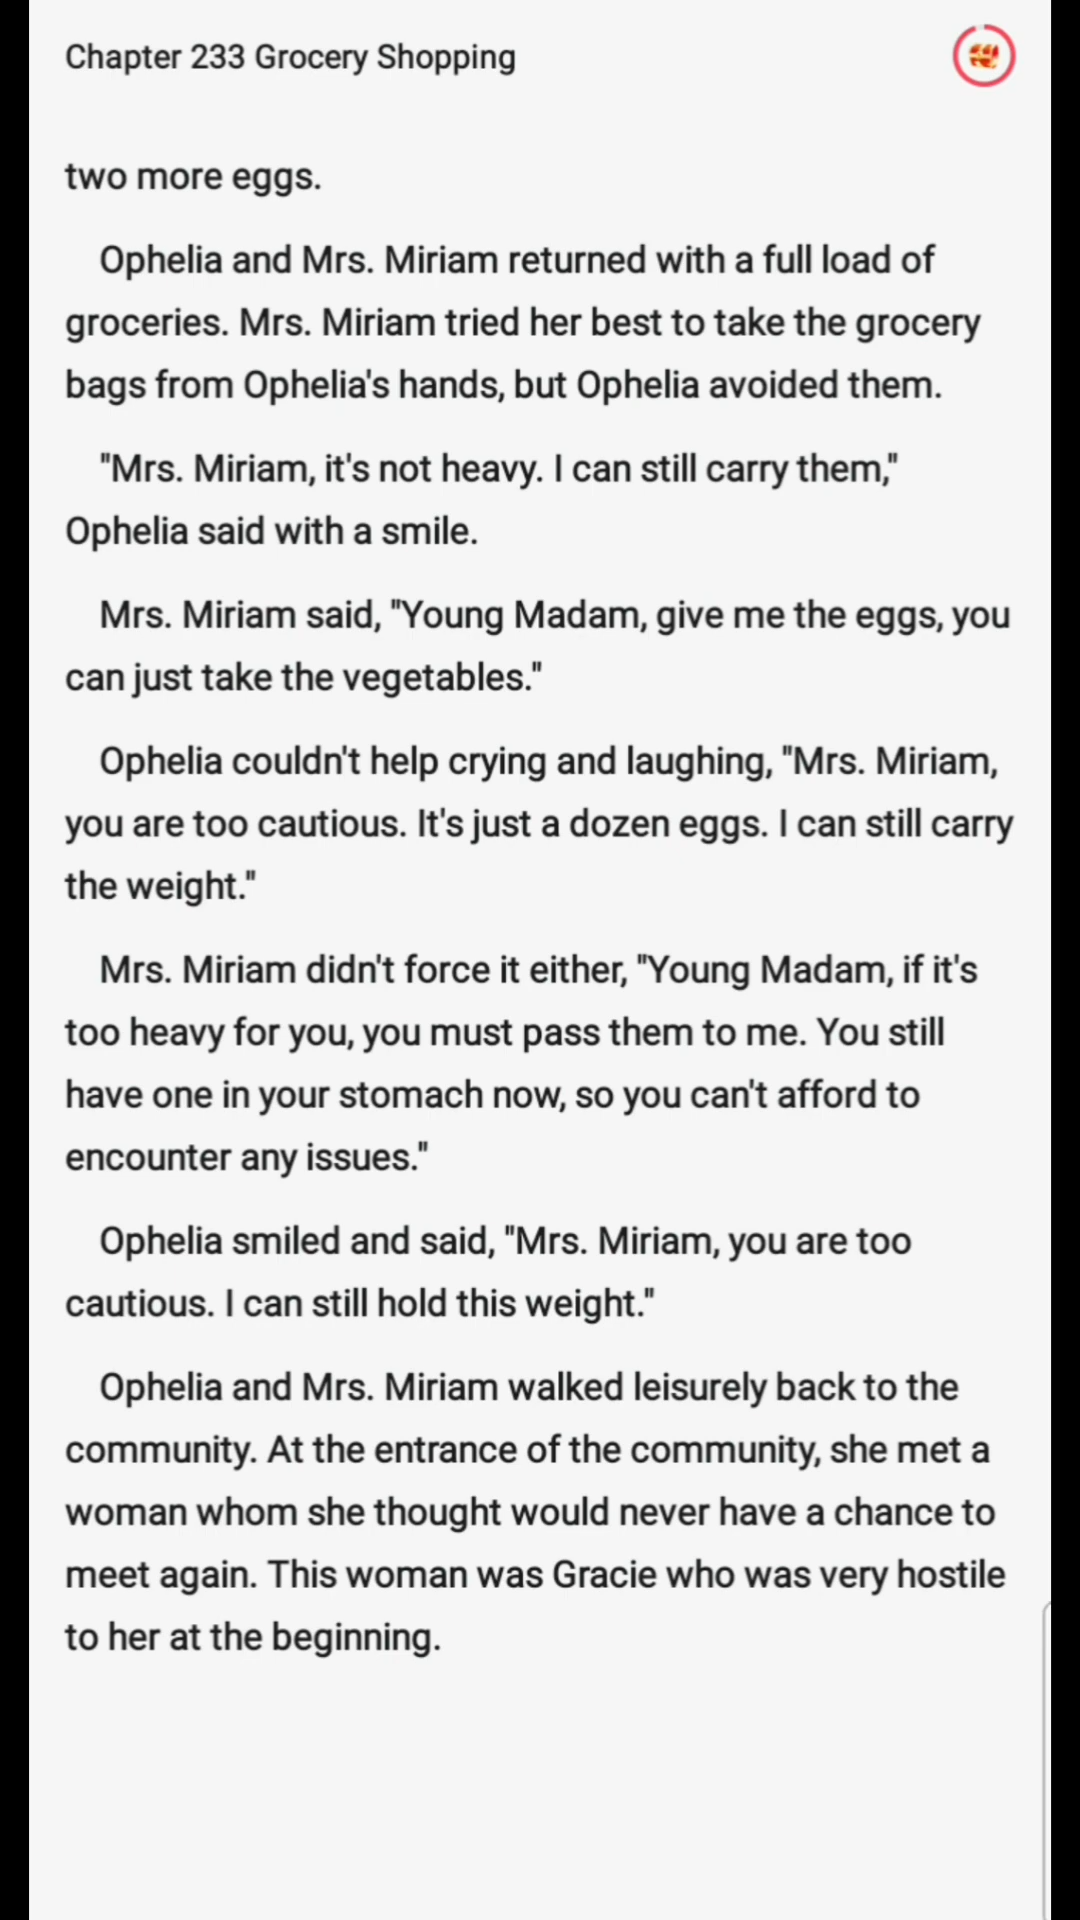 Chapter 233 Grocery Shopping
two more eggs.
Ophelia and Mrs. Miriam returned with a full load of
groceries. Mrs. Miriam tried her best to take the grocery
bags from Ophelia's hands, but Ophelia avoided them.
"Mrs. Miriam, it's not heavy. I can still carry them,"
Ophelia said with a smile.
Mrs. Miriam said, "Young Madam, give me the eggs, you
can just take the vegetables."
Ophelia couldn't help crying and laughing, "Mrs. Miriam,
you are too cautious. It's just a dozen eggs. I can still carry
the weight."
Mrs. Miriam didn't force it either, "Young Madam, if it's
too heavy for you, you must pass them to me. You still
have one in your stomach now, so you can't afford to
encounter any issues."
Ophelia smiled and said, "Mrs. Miriam, you are too
cautious. I can still hold this weight."
Ophelia and Mrs. Miriam walked leisurely back to the
community. At the entrance of the community, she met a
woman whom she thought would never have a chance to
meet again. This woman was Gracie who was very hostile
to her at the beginning.